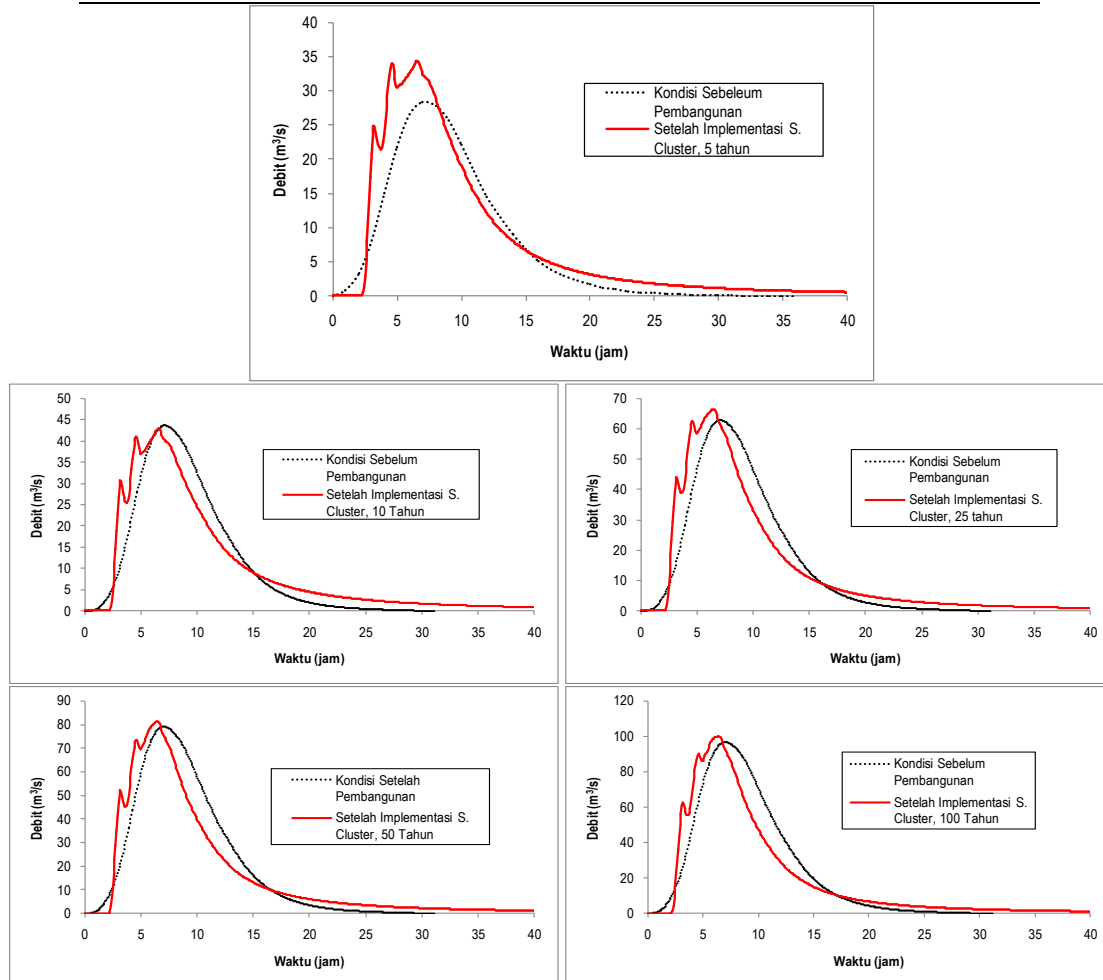 40
35
30
25
20
15
10
5
0
Debit (m³/s)
Kondisi Sebeleum
Pembangunan
Setelah Implementasi S.
Cluster, 5 tahun
0 5 10 15 20 25 30 35 40
Waktu (jam)
50
45
40
35
30
25
20
15
10
5
0
Debit (m³/s)
Kondisi Sebelum
Pembangunan
Setelah Implementasi S.
Cluster, 10 Tahun
0 5 10 15 20 25 30 35 40
Waktu (jam)
70
60
50
40
30
20
10
0
Debit (m³/s)
Kondisi Sebelum
Pembangunan
Setelah Implementasi S.
Cluster, 25 tahun
0 5 10 15 20 25 30 35 40
Waktu (jam)
90
80
70
60
50
40
30
20
10
0
Debit (m³/s)
Kondisi Setelah
Pembangunan
Setelah Implementasi S.
Cluster, 50 Tahun
0 5 10 15 20 25 30 35 40
Waktu (jam)
120
100
80
60
40
20
0
Debit (m³/s)
Kondisi Sebelum
Pembangunan
Setelah Implementasi S.
Cluster, 100 Tahun
0 5 10 15 20 25 30 35 40
Waktu (jam)